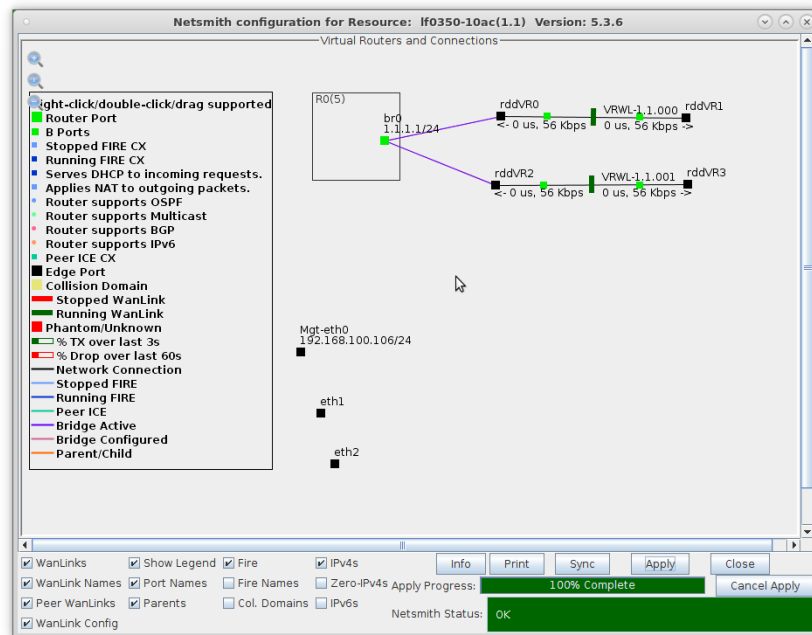 Netsmith configuration for Resource: lf0350-10ac(1.1) Version: 5.3.6
Virtual Routers and Connections
ight-click/double-click/drag supported
Router Port
B Ports
Stopped FIRE CX
Running FIRE CX
Serves DHCP to incoming requests.
Applies NAT to outgoing packets.
Router supports OSPF
Router supports Multicast
Router supports BGP
Router supports IPv6
Peer ICE CX
Edge Port
Collision Domain
Stopped WanLink
Running WanLink
Phantom/Unknown
% TX over last 3s
% Drop over last 60s
Network Connection
Stopped FIRE
Running FIRE
Peer ICE
Bridge Active
Bridge Configured
Parent/Child
R0(5)
br0
1.1.1.1/24
rddVR0
VRWL-1.1.000
rddVR1
<- 0 us, 56 Kbps
0 us, 56 Kbps ->
rddVR2
VRWL-1.1.001
rddVR3
<- 0 us, 56 Kbps
0 us, 56 Kbps ->
Mgt-eth0
192.168.100.106/24
eth1
eth2
WanLinks
Show Legend
Fire
IPv4s
Info
Print
Sync
Apply
Close
WanLink Names
Port Names
Fire Names
Zero-IPv4s
Apply Progress:
100% Complete
Cancel Apply
Peer WanLinks
Parents
Col. Domains
IPv6s
Netsmith Status:
OK
WanLink Config